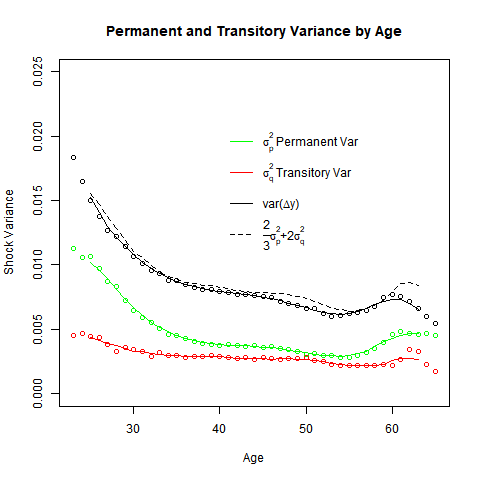 Permanent and Transitory Variance by Age
Shock Variance
0.025
0.020
0.015
0.010
0.005
0.000
σ²ₚ Permanent Var
σ²q Transitory Var
var(Δy)
2/3σ²ₚ+2σ²q
30
40
50
60
Age